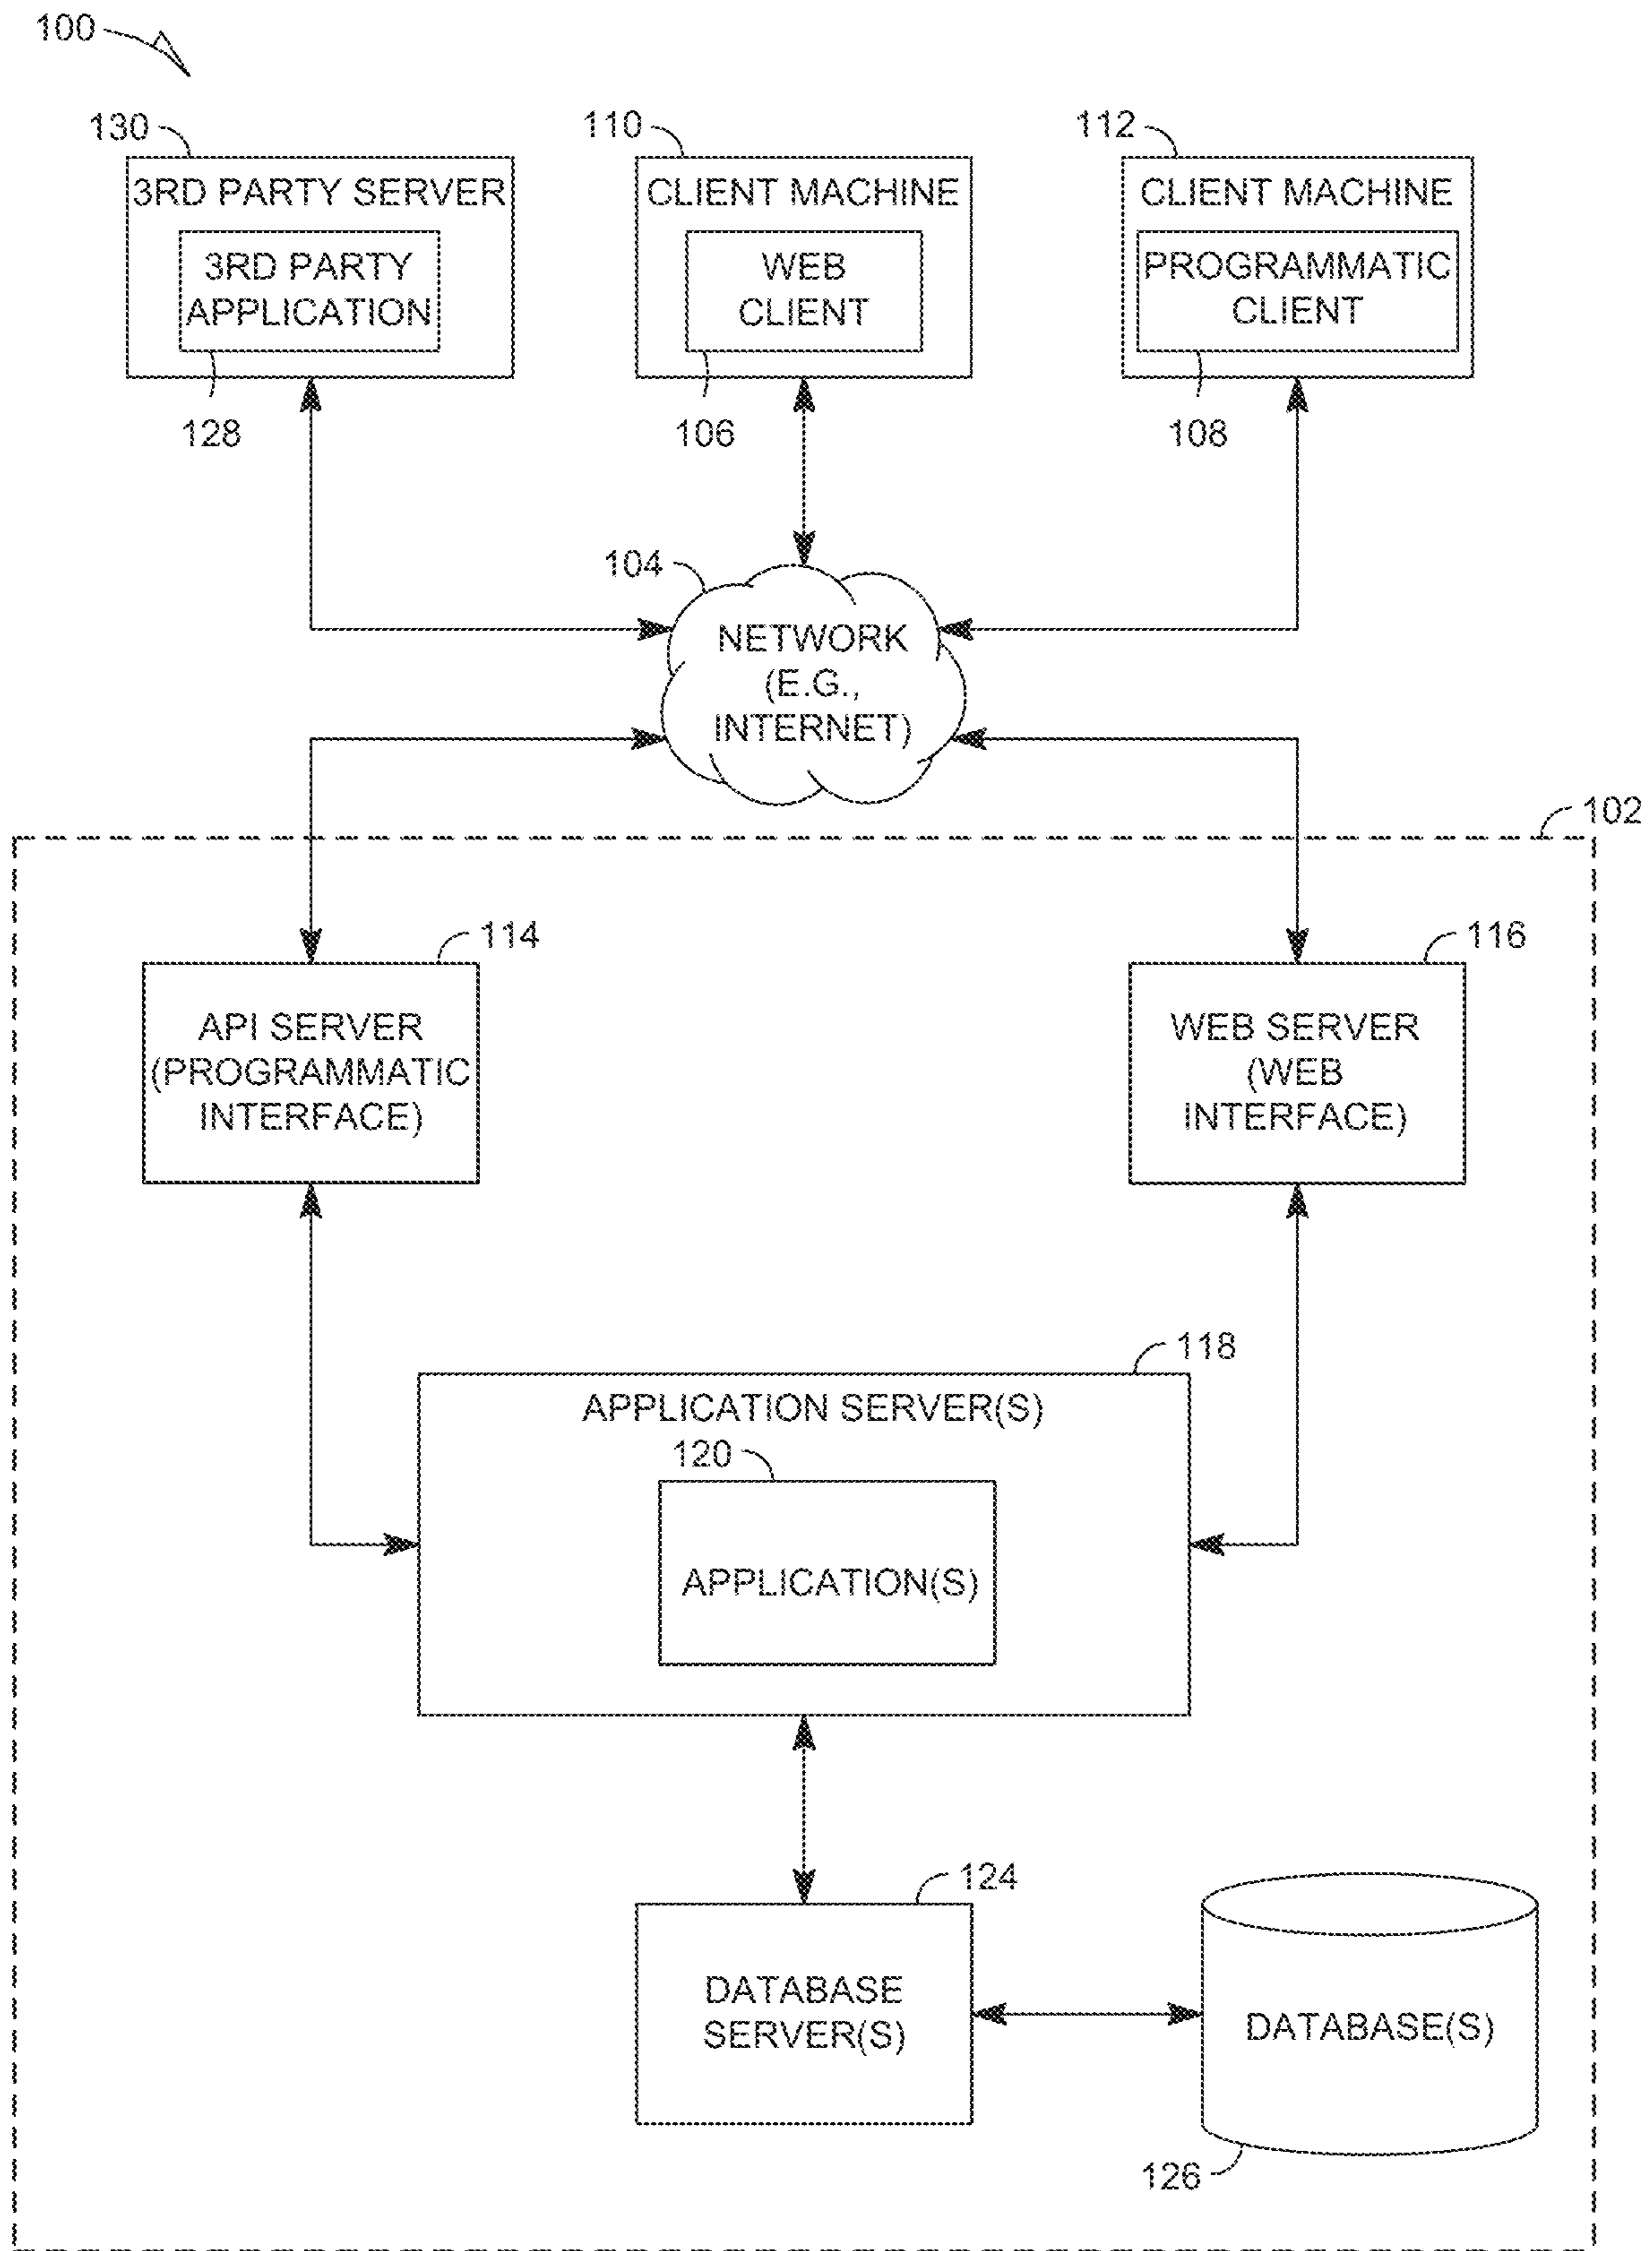 100
130
110
112
3RD PARTY SERVER
3RD PARTY
APPLICATION
CLIENT MACHINE
WEB
CLIENT
CLIENT MACHINE
PROGRAMMATIC
CLIENT
128
106
108
104
NETWORK
(E.G.,
INTERNET)
102
114
116
API SERVER
(PROGRAMMATIC
INTERFACE)
WEB SERVER
(WEB
INTERFACE)
118
APPLICATION SERVER(S)
120
APPLICATION(S)
124
DATABASE
SERVER(S)
DATABASE(S)
126